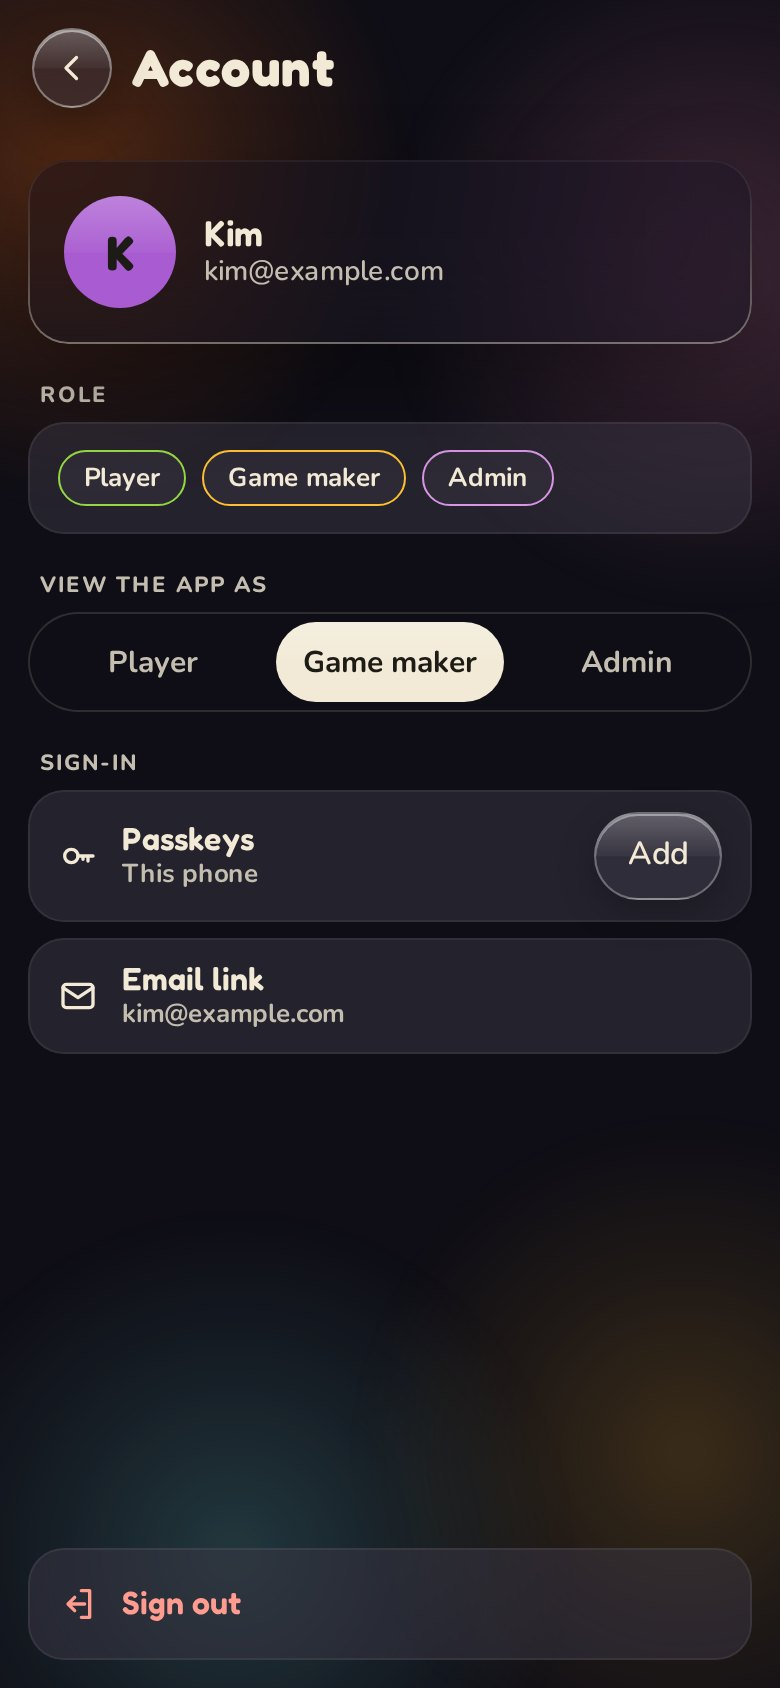 Account
K
Kim
kim@example.com
ROLE
Player Game maker Admin
VIEW THE APP AS
Player Game maker Admin
SIGN-IN
Passkeys
This phone
Add
Email link
kim@example.com
Sign out